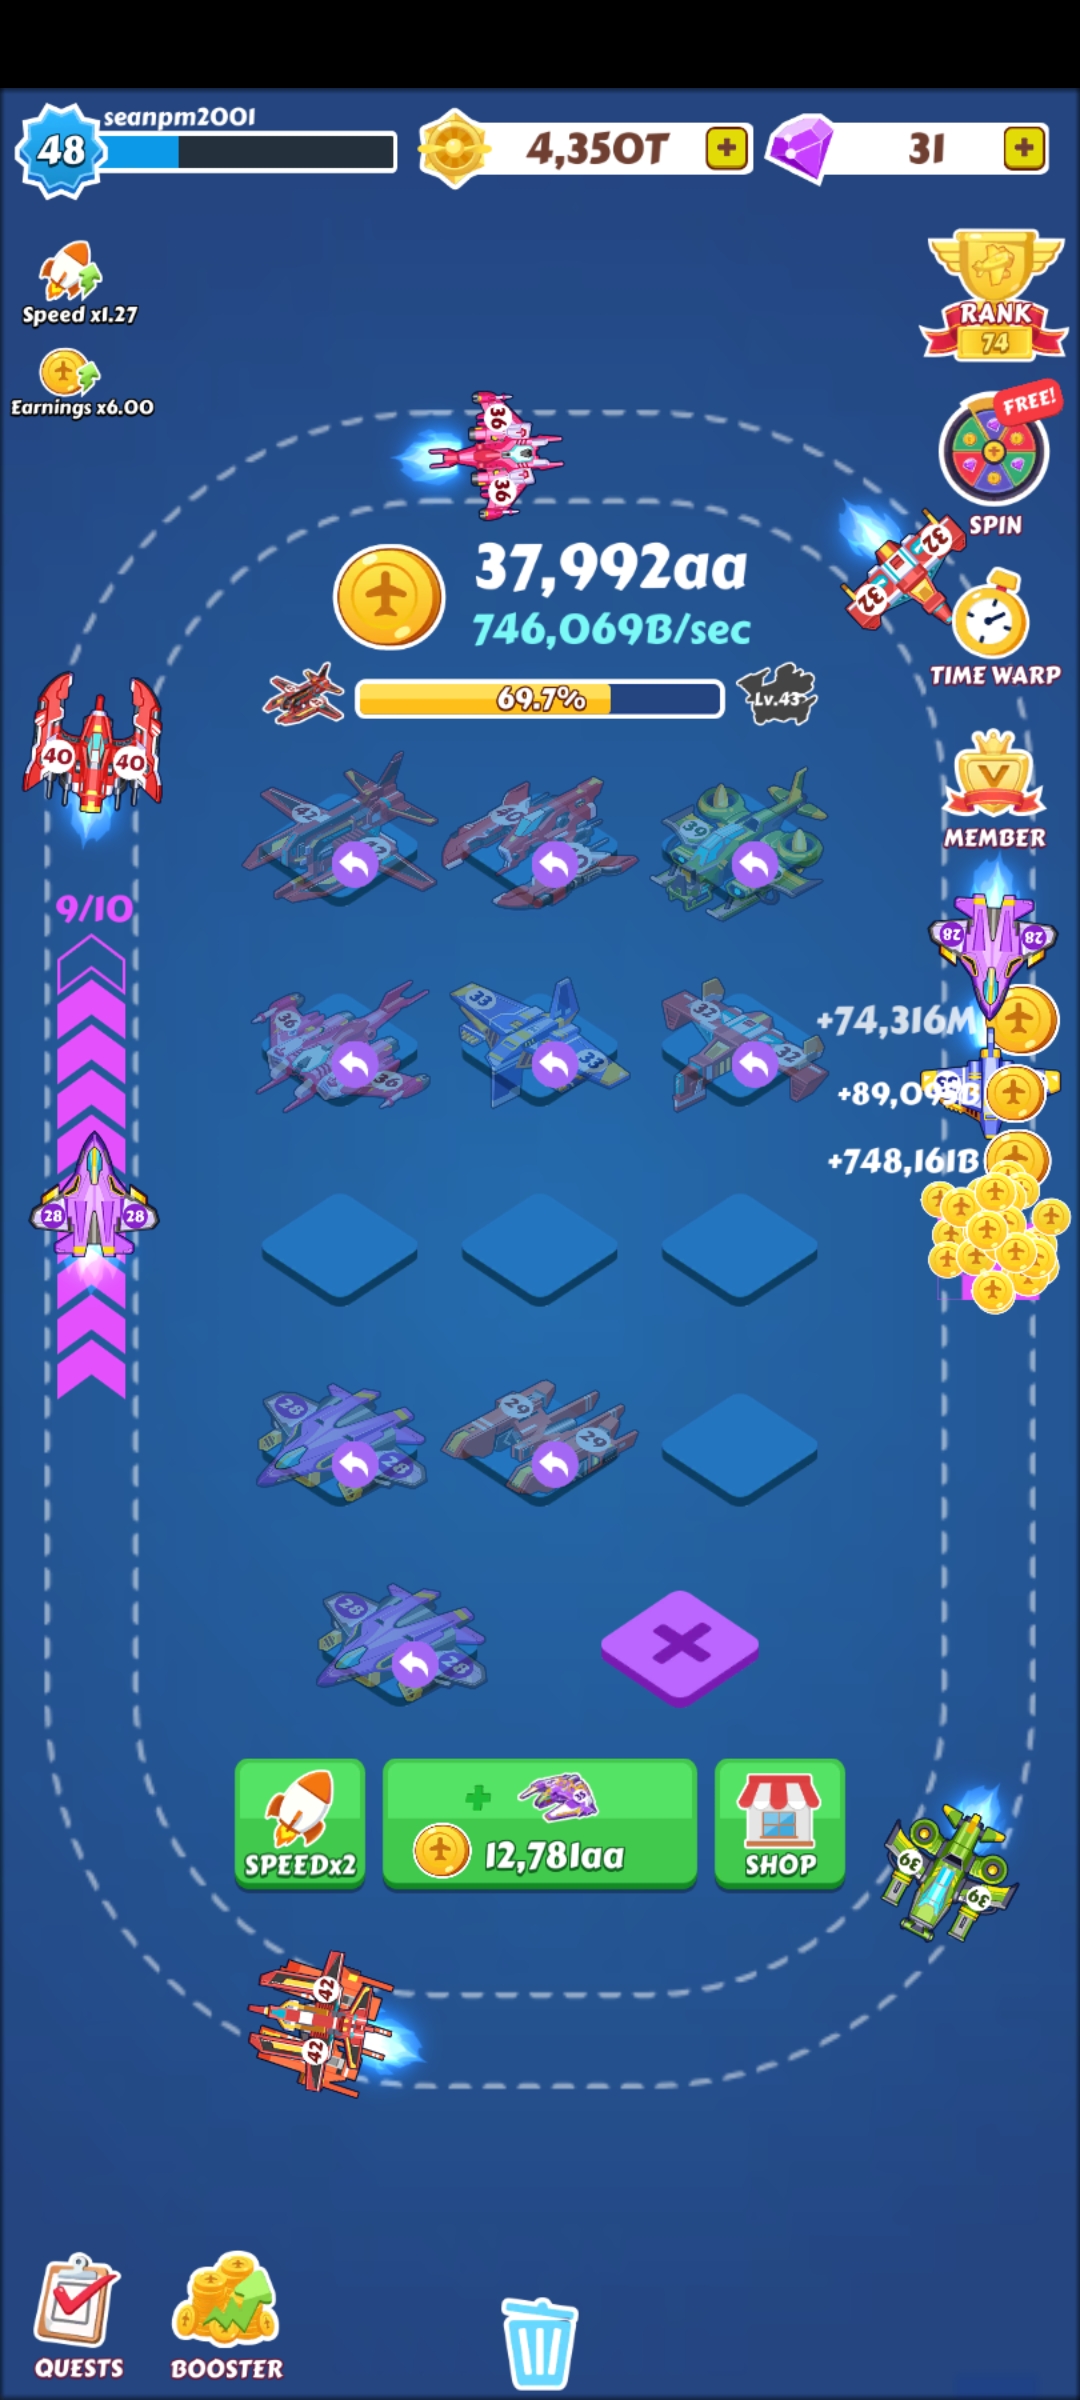 seanpm2001
48
4,350T
31
Speed x1.27
Earnings x6.00
RANK
74
FREE!
SPIN
36
36
32
32
37,992aa
746,069B/sec
TIME WARP
69.7%
Lv.43
40
40
MEMBER
42
42
40
39
9/10
28
28
+74,316M
36
36
33
33
32
32
+89,095B
+748,161B
28
28
28
28
29
29
28
28
SPEEDx2
12,781aa
SHOP
39
39
42
42
QUESTS
BOOSTER